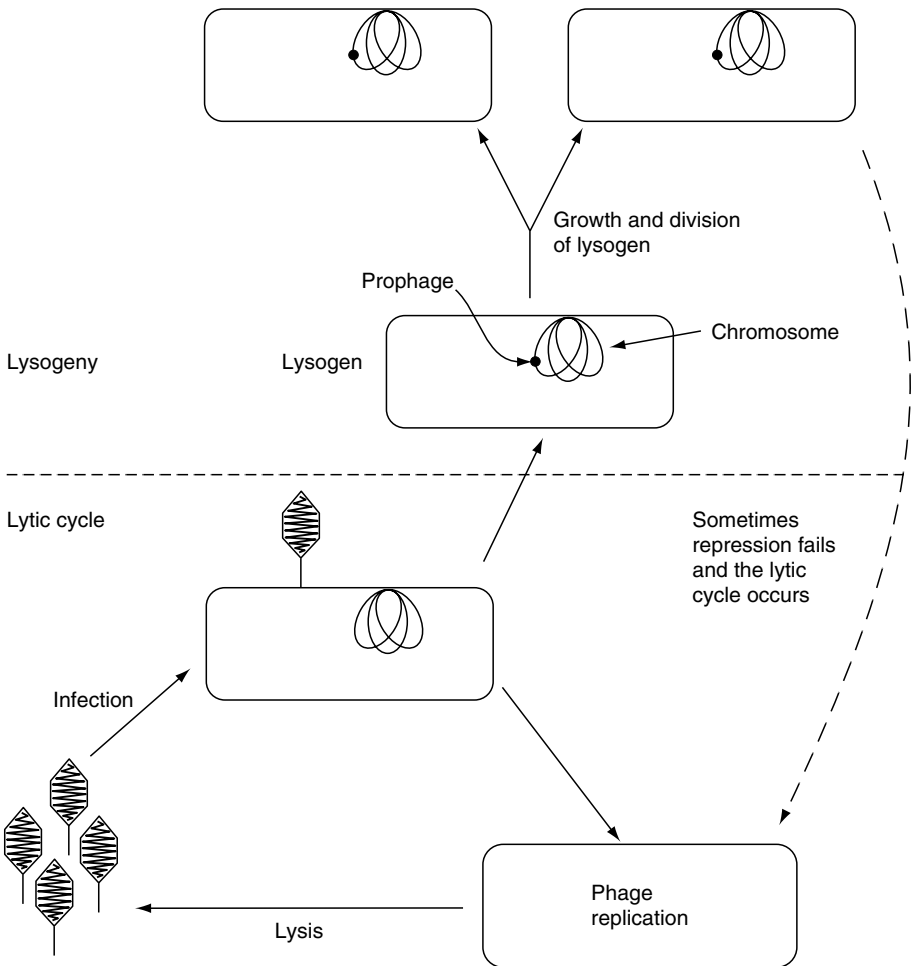 Growth and division
of lysogen
Prophage
Chromosome
Lysogeny
Lysogen
Lytic cycle
Sometimes
repression fails
and the lytic
cycle occurs
Infection
Phage
replication
Lysis